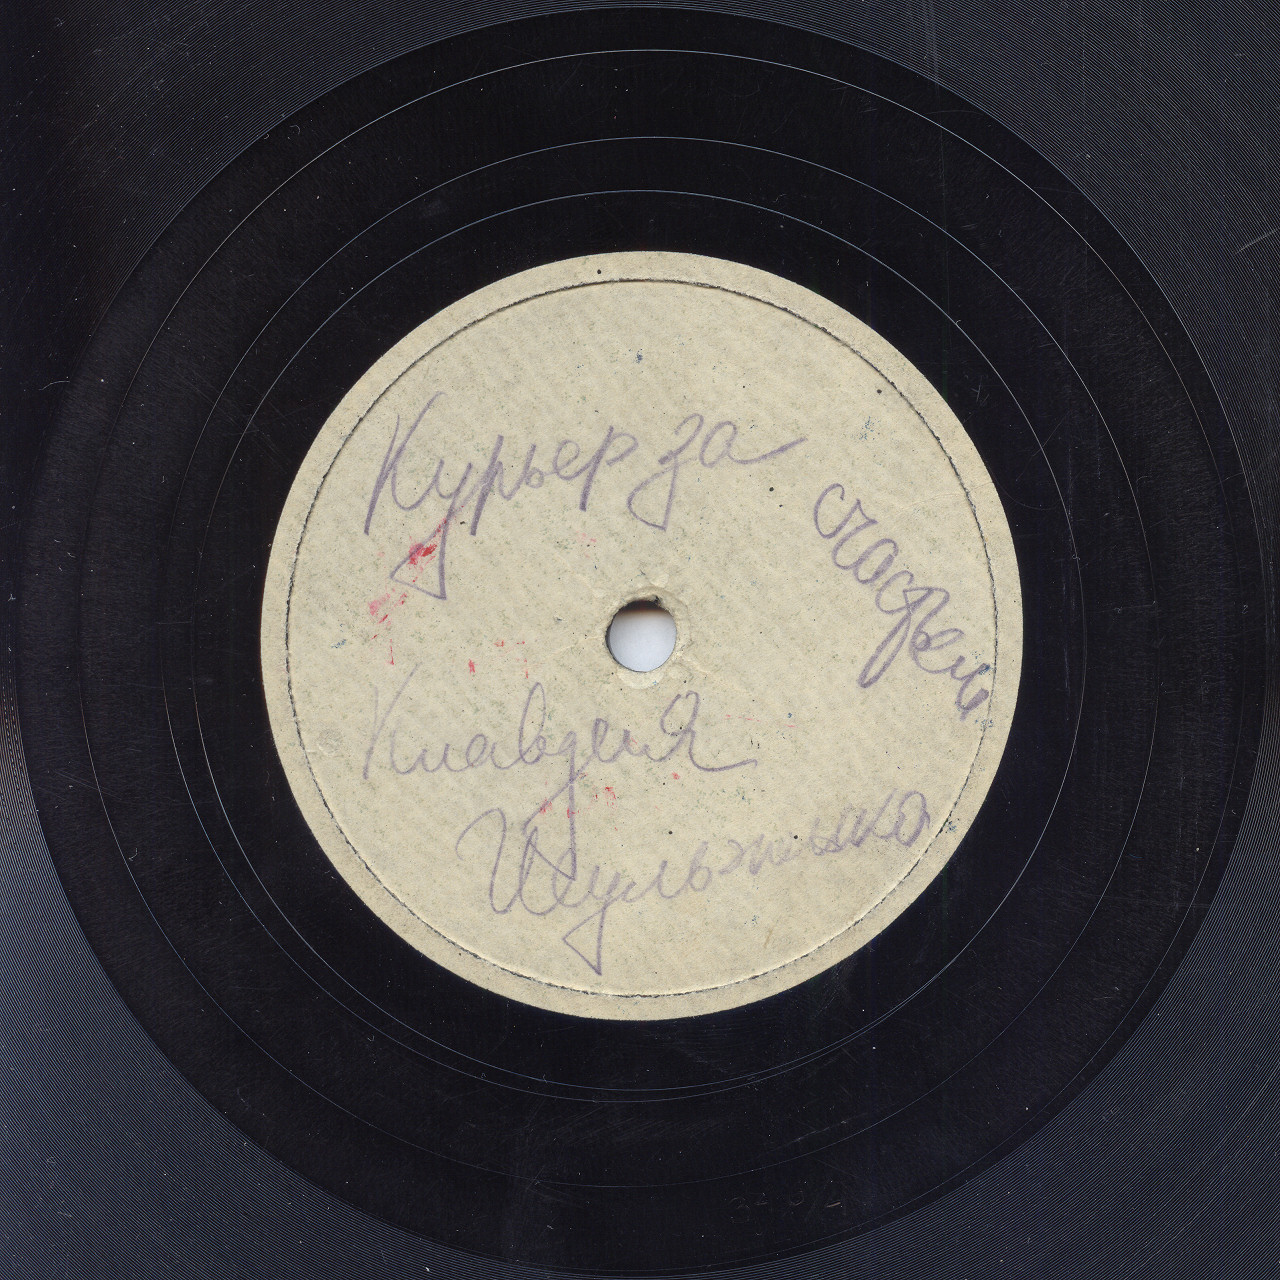 Курьер за
счастьем
Клавдия
Шульженко